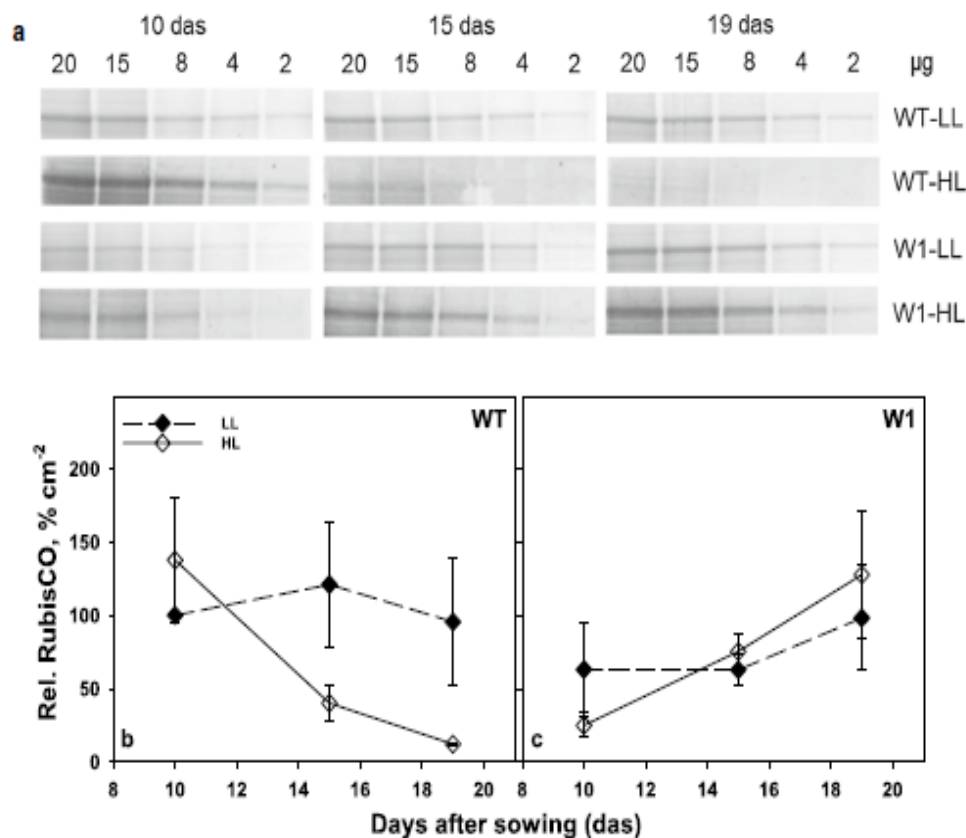 a
10 das 15 das 19 das
20 15 8 4 2 20 15 8 4 2 20 15 8 4 2 µg
WT-LL
WT-HL
W1-LL
W1-HL
WT W1
LL
HL
200
150
100
50
0
Rel. RubisCO, % cm⁻²
b c
8 10 12 14 16 18 20 8 10 12 14 16 18 20
Days after sowing (das)